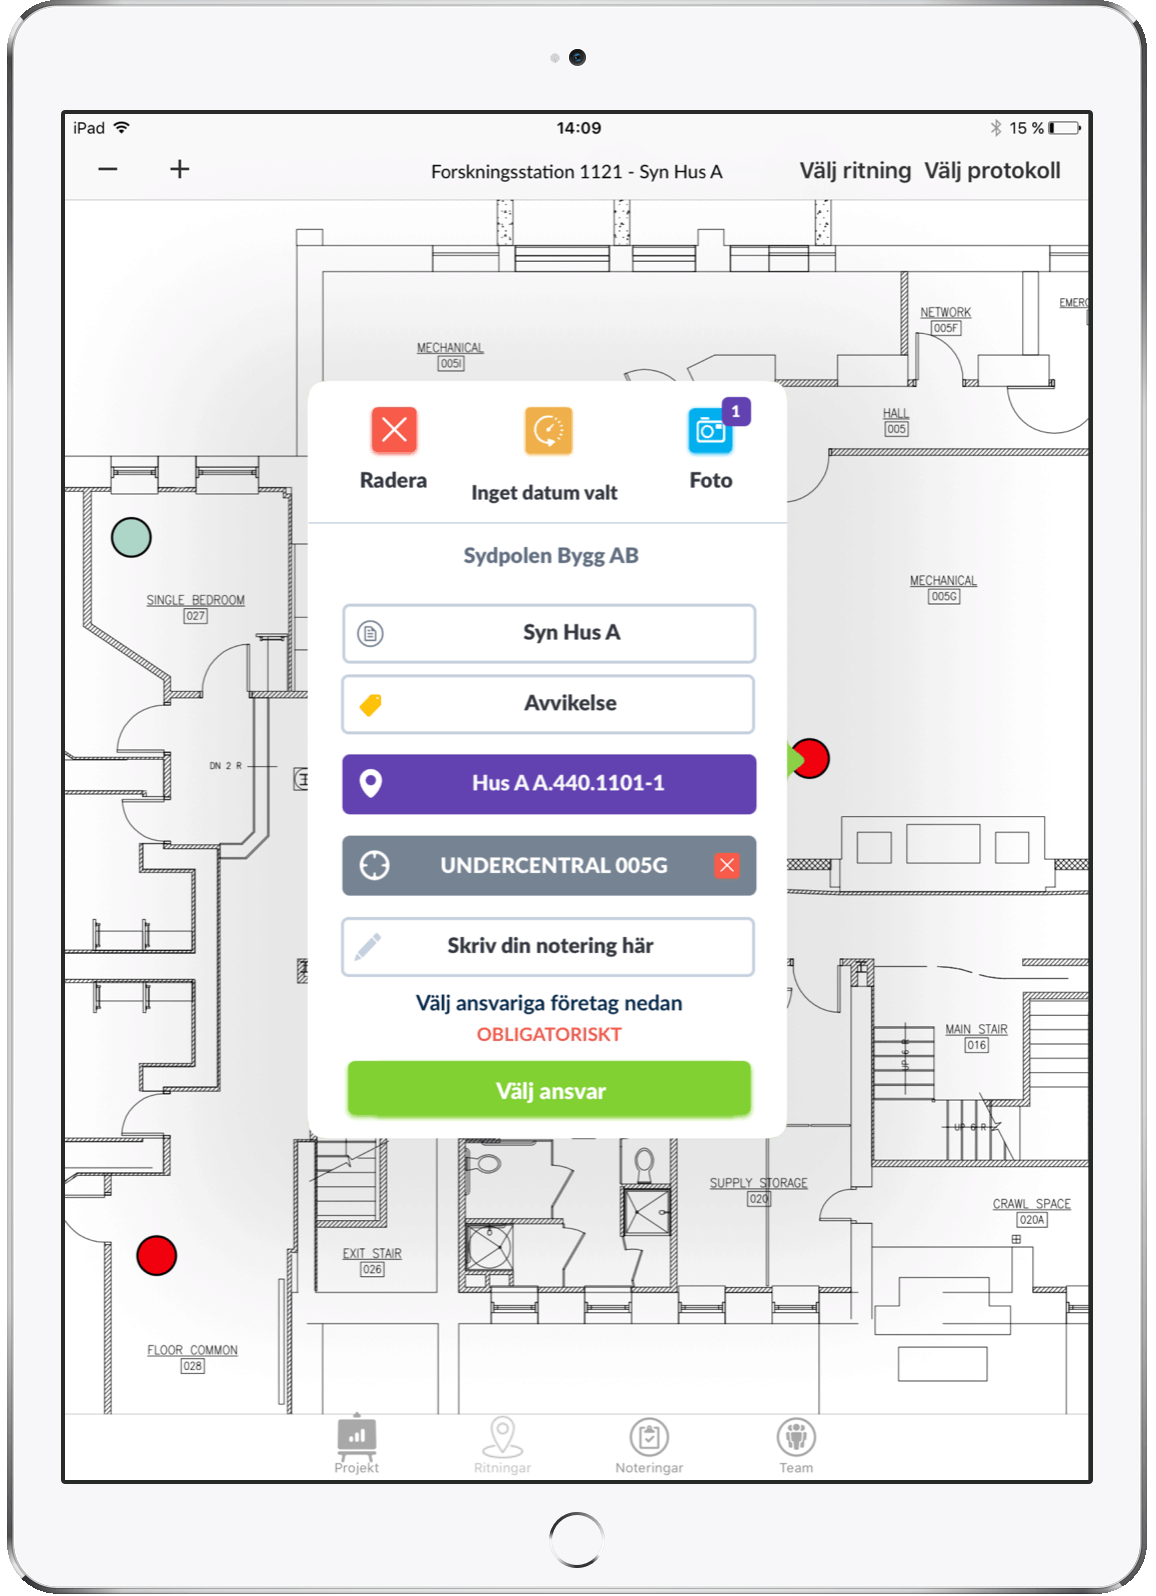 iPad
14:09
15 %
Forskningsstation 1121 - Syn Hus A
Välj ritning
Välj protokoll
NETWORK
005F
MECHANICAL
005I
HALL
005
1
Radera
Inget datum valt
Foto
Sydpolen Bygg AB
MECHANICAL
005G
SINGLE BEDROOM
027
Syn Hus A
Avvikelse
DN 2 R
Hus A A.440.1101-1
UNDERCENTRAL 005G
Skriv din notering här
Välj ansvariga företag nedan
OBLIGATORISKT
MAIN STAIR
016
UP 6 R
Välj ansvar
UP 6 R
SUPPLY STORAGE
020
CRAWL SPACE
020A
EXIT STAIR
026
FLOOR COMMON
028
Projekt
Ritningar
Noteringar
Team